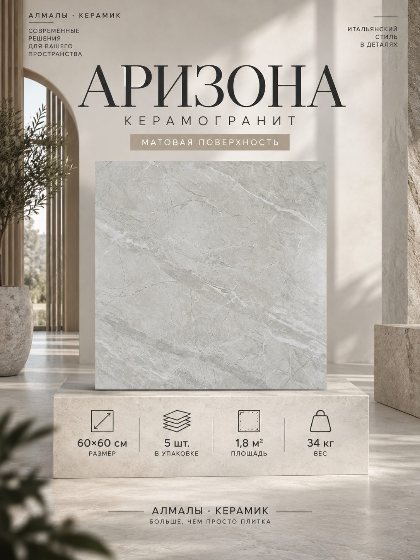 АЛМАЛЫ · КЕРАМИК
СОВРЕМЕННЫЕ
РЕШЕНИЯ
ДЛЯ ВАШЕГО
ПРОСТРАНСТВА
ИТАЛЬЯНСКИЙ
СТИЛЬ
В ДЕТАЛЯХ
АРИЗОНА
КЕРАМОГРАНИТ
МАТОВАЯ ПОВЕРХНОСТЬ
60×60 см
РАЗМЕР
5 шт.
В УПАКОВКЕ
1,8 м²
ПЛОЩАДЬ
34 кг
ВЕС
АЛМАЛЫ · КЕРАМИК
БОЛЬШЕ, ЧЕМ ПРОСТО ПЛИТКА